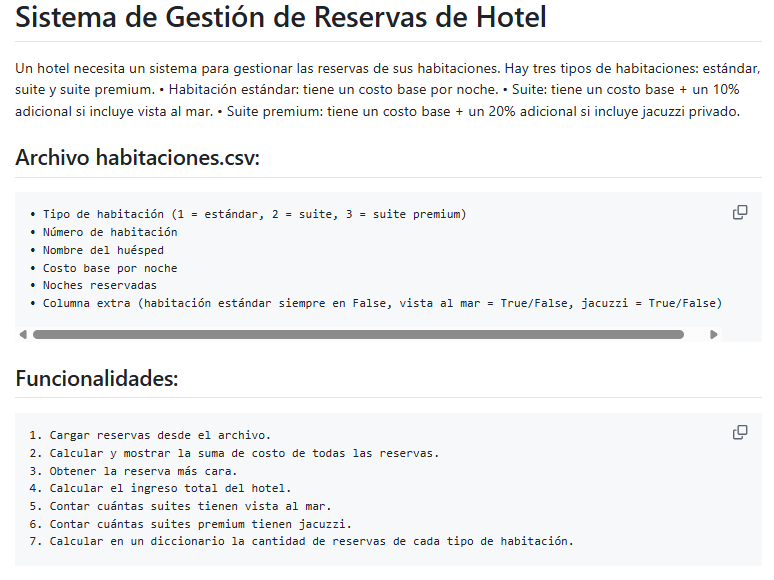 Sistema de Gestión de Reservas de Hotel
Un hotel necesita un sistema para gestionar las reservas de sus habitaciones. Hay tres tipos de habitaciones: estándar,
suite y suite premium. • Habitación estándar: tiene un costo base por noche. • Suite: tiene un costo base + un 10%
adicional si incluye vista al mar. • Suite premium: tiene un costo base + un 20% adicional si incluye jacuzzi privado.
Archivo habitaciones.csv:
• Tipo de habitación (1 = estándar, 2 = suite, 3 = suite premium)
• Número de habitación
• Nombre del huésped
• Costo base por noche
• Noches reservadas
• Columna extra (habitación estándar siempre en False, vista al mar = True/False, jacuzzi = True/False)
Funcionalidades:
1. Cargar reservas desde el archivo.
2. Calcular y mostrar la suma de costo de todas las reservas.
3. Obtener la reserva más cara.
4. Calcular el ingreso total del hotel.
5. Contar cuántas suites tienen vista al mar.
6. Contar cuántas suites premium tienen jacuzzi.
7. Calcular en un diccionario la cantidad de reservas de cada tipo de habitación.